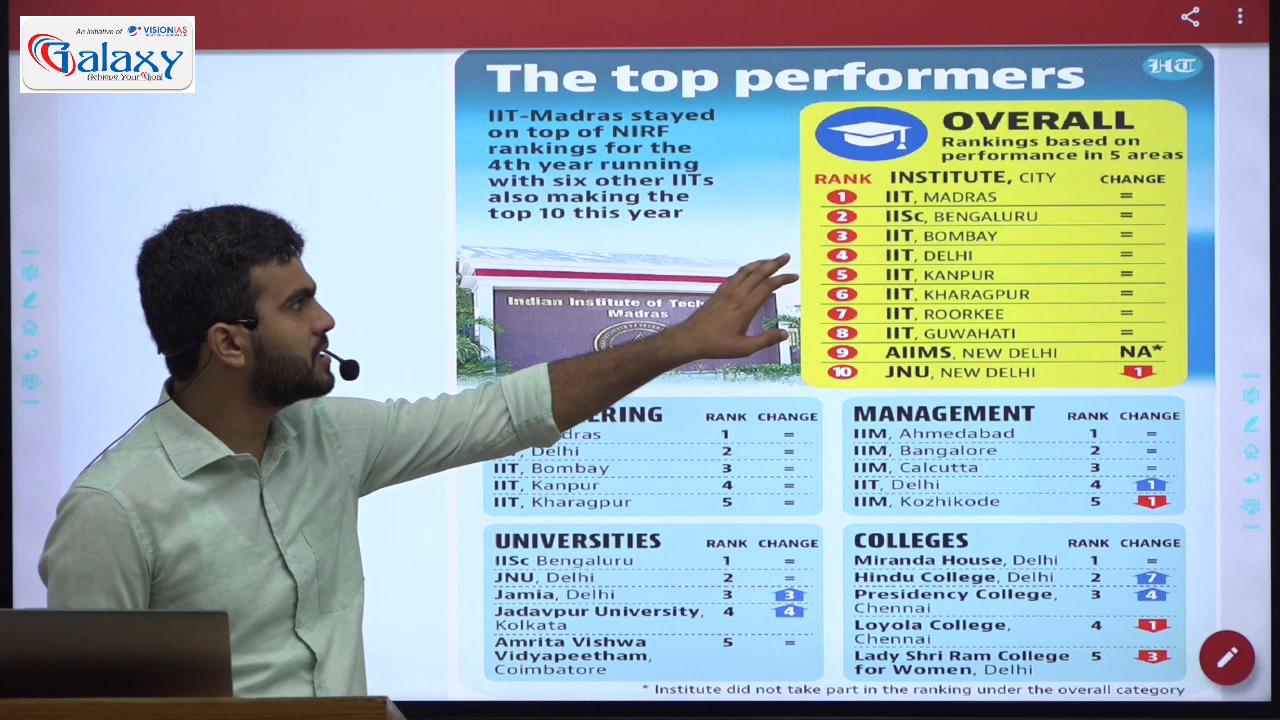 An initiative of VISIONIAS
Galaxy
Achieve Your Goal
The top performers
HT
IIT-Madras stayed
on top of NIRF
rankings for the
4th year running
with six other IITs
also making the
top 10 this year
Indian Institute of
Madras
OVERALL
Rankings based on
performance in 5 areas
RANK INSTITUTE, CITY CHANGE
1 IIT, MADRAS =
2 IISc, BENGALURU =
3 IIT, BOMBAY =
4 IIT, DELHI =
5 IIT, KANPUR =
6 IIT, KHARAGPUR =
7 IIT, ROORKEE =
8 IIT, GUWAHATI =
9 AIIMS, NEW DELHI NA*
10 JNU, NEW DELHI 1
RANK CHANGE
1 =
Delhi 2 =
IIT, Bombay 3 =
IIT, Kanpur 4 =
IIT, Kharagpur 5 =
MANAGEMENT RANK CHANGE
IIM, Ahmedabad 1 =
IIM, Bangalore 2 =
IIM, Calcutta 3 =
IIT, Delhi 4 1
IIM, Kozhikode 5 1
UNIVERSITIES RANK CHANGE
IISc Bengaluru 1 =
JNU, Delhi 2 =
Jamia, Delhi 3 3
Jadavpur University, 4 4
Kolkata
Amrita Vishwa 5 =
Vidyapeetham,
Coimbatore
COLLEGES RANK CHANGE
Miranda House, Delhi 1 =
Hindu College, Delhi 2 7
Presidency College, 3 4
Chennai
Loyola College, 4 1
Chennai
Lady Shri Ram College 5 3
for Women, Delhi
* Institute did not take part in the ranking under the overall category